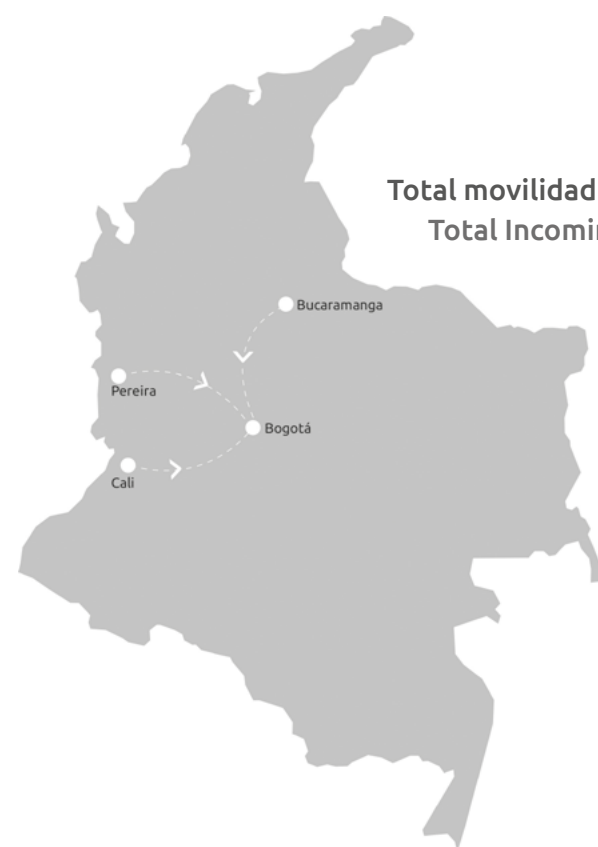 Total movilidad
Total
Bucaramanga
Pereira
Bogotá
Cali